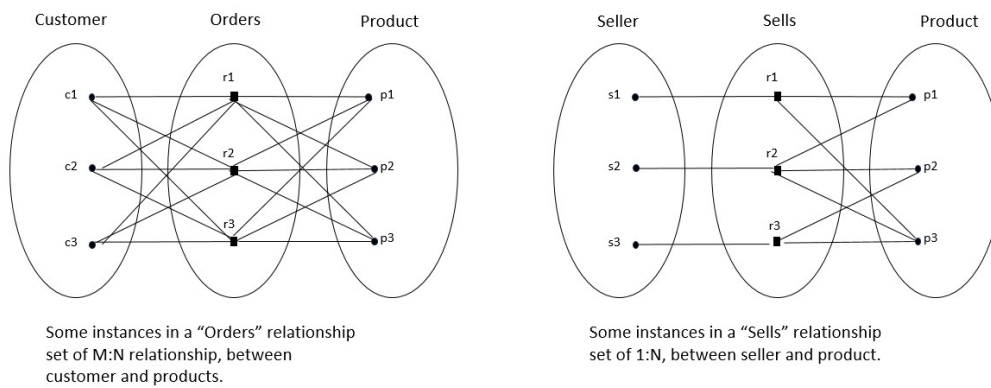 Customer
Orders
Product
c1
r1
p1
c2
r2
p2
c3
r3
p3
Some instances in a “Orders” relationship
set of M:N relationship, between
customer and products.
Seller
Sells
Product
s1
r1
p1
s2
r2
p2
s3
r3
p3
Some instances in a “Sells” relationship
set of 1:N, between seller and product.